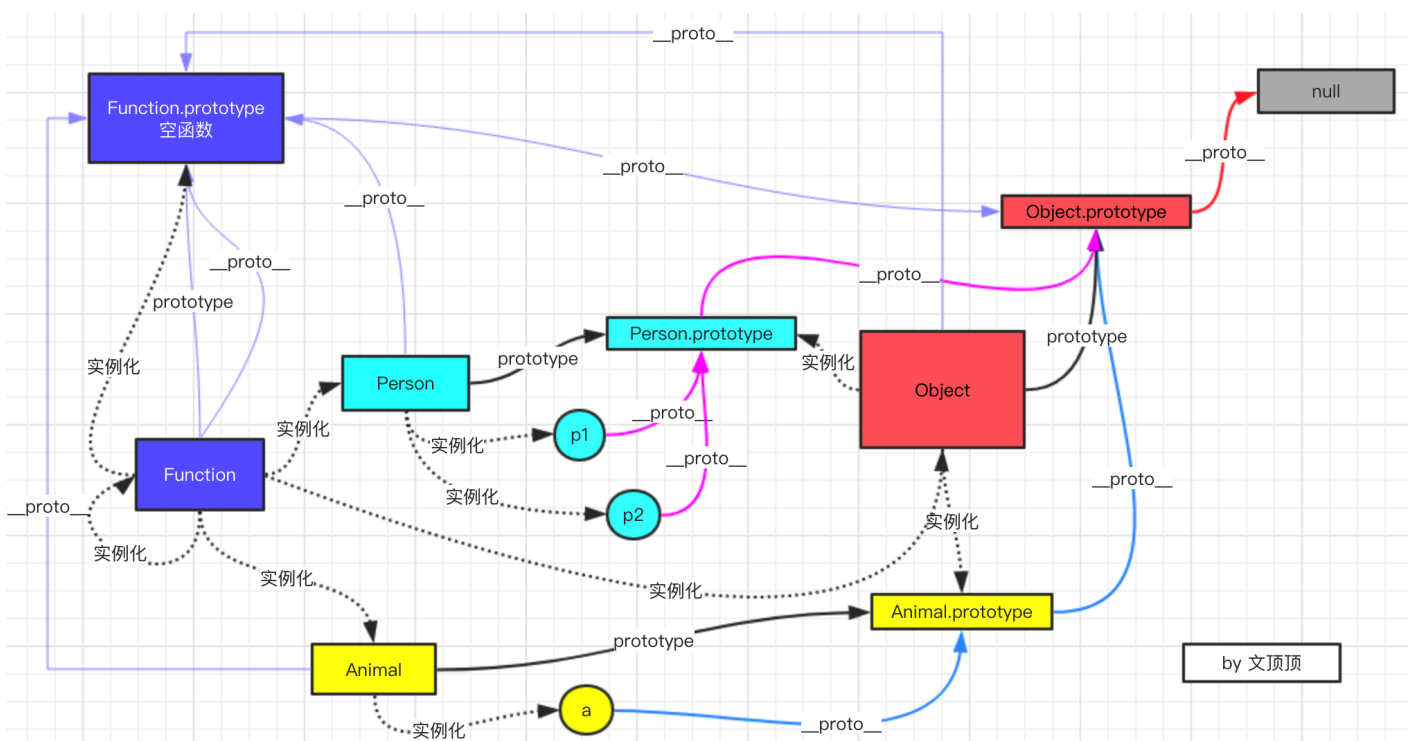 __proto__
Function.prototype
空函数
null
__proto__
__proto__
__proto__
Object.prototype
__proto__
__proto__
prototype
Person.prototype
prototype
prototype
实例化
实例化
Person
Object
__proto__
实例化
p1
实例化
__proto__
Function
__proto__
实例化
__proto__
p2
实例化
实例化
实例化
实例化
Animal.prototype
prototype
by 文顶顶
Animal
a
__proto__
实例化